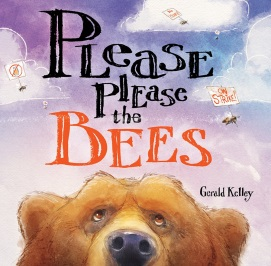 PLEASE
PLEASE
the
BEES
ON
STRIKE!
Gerald Kelley